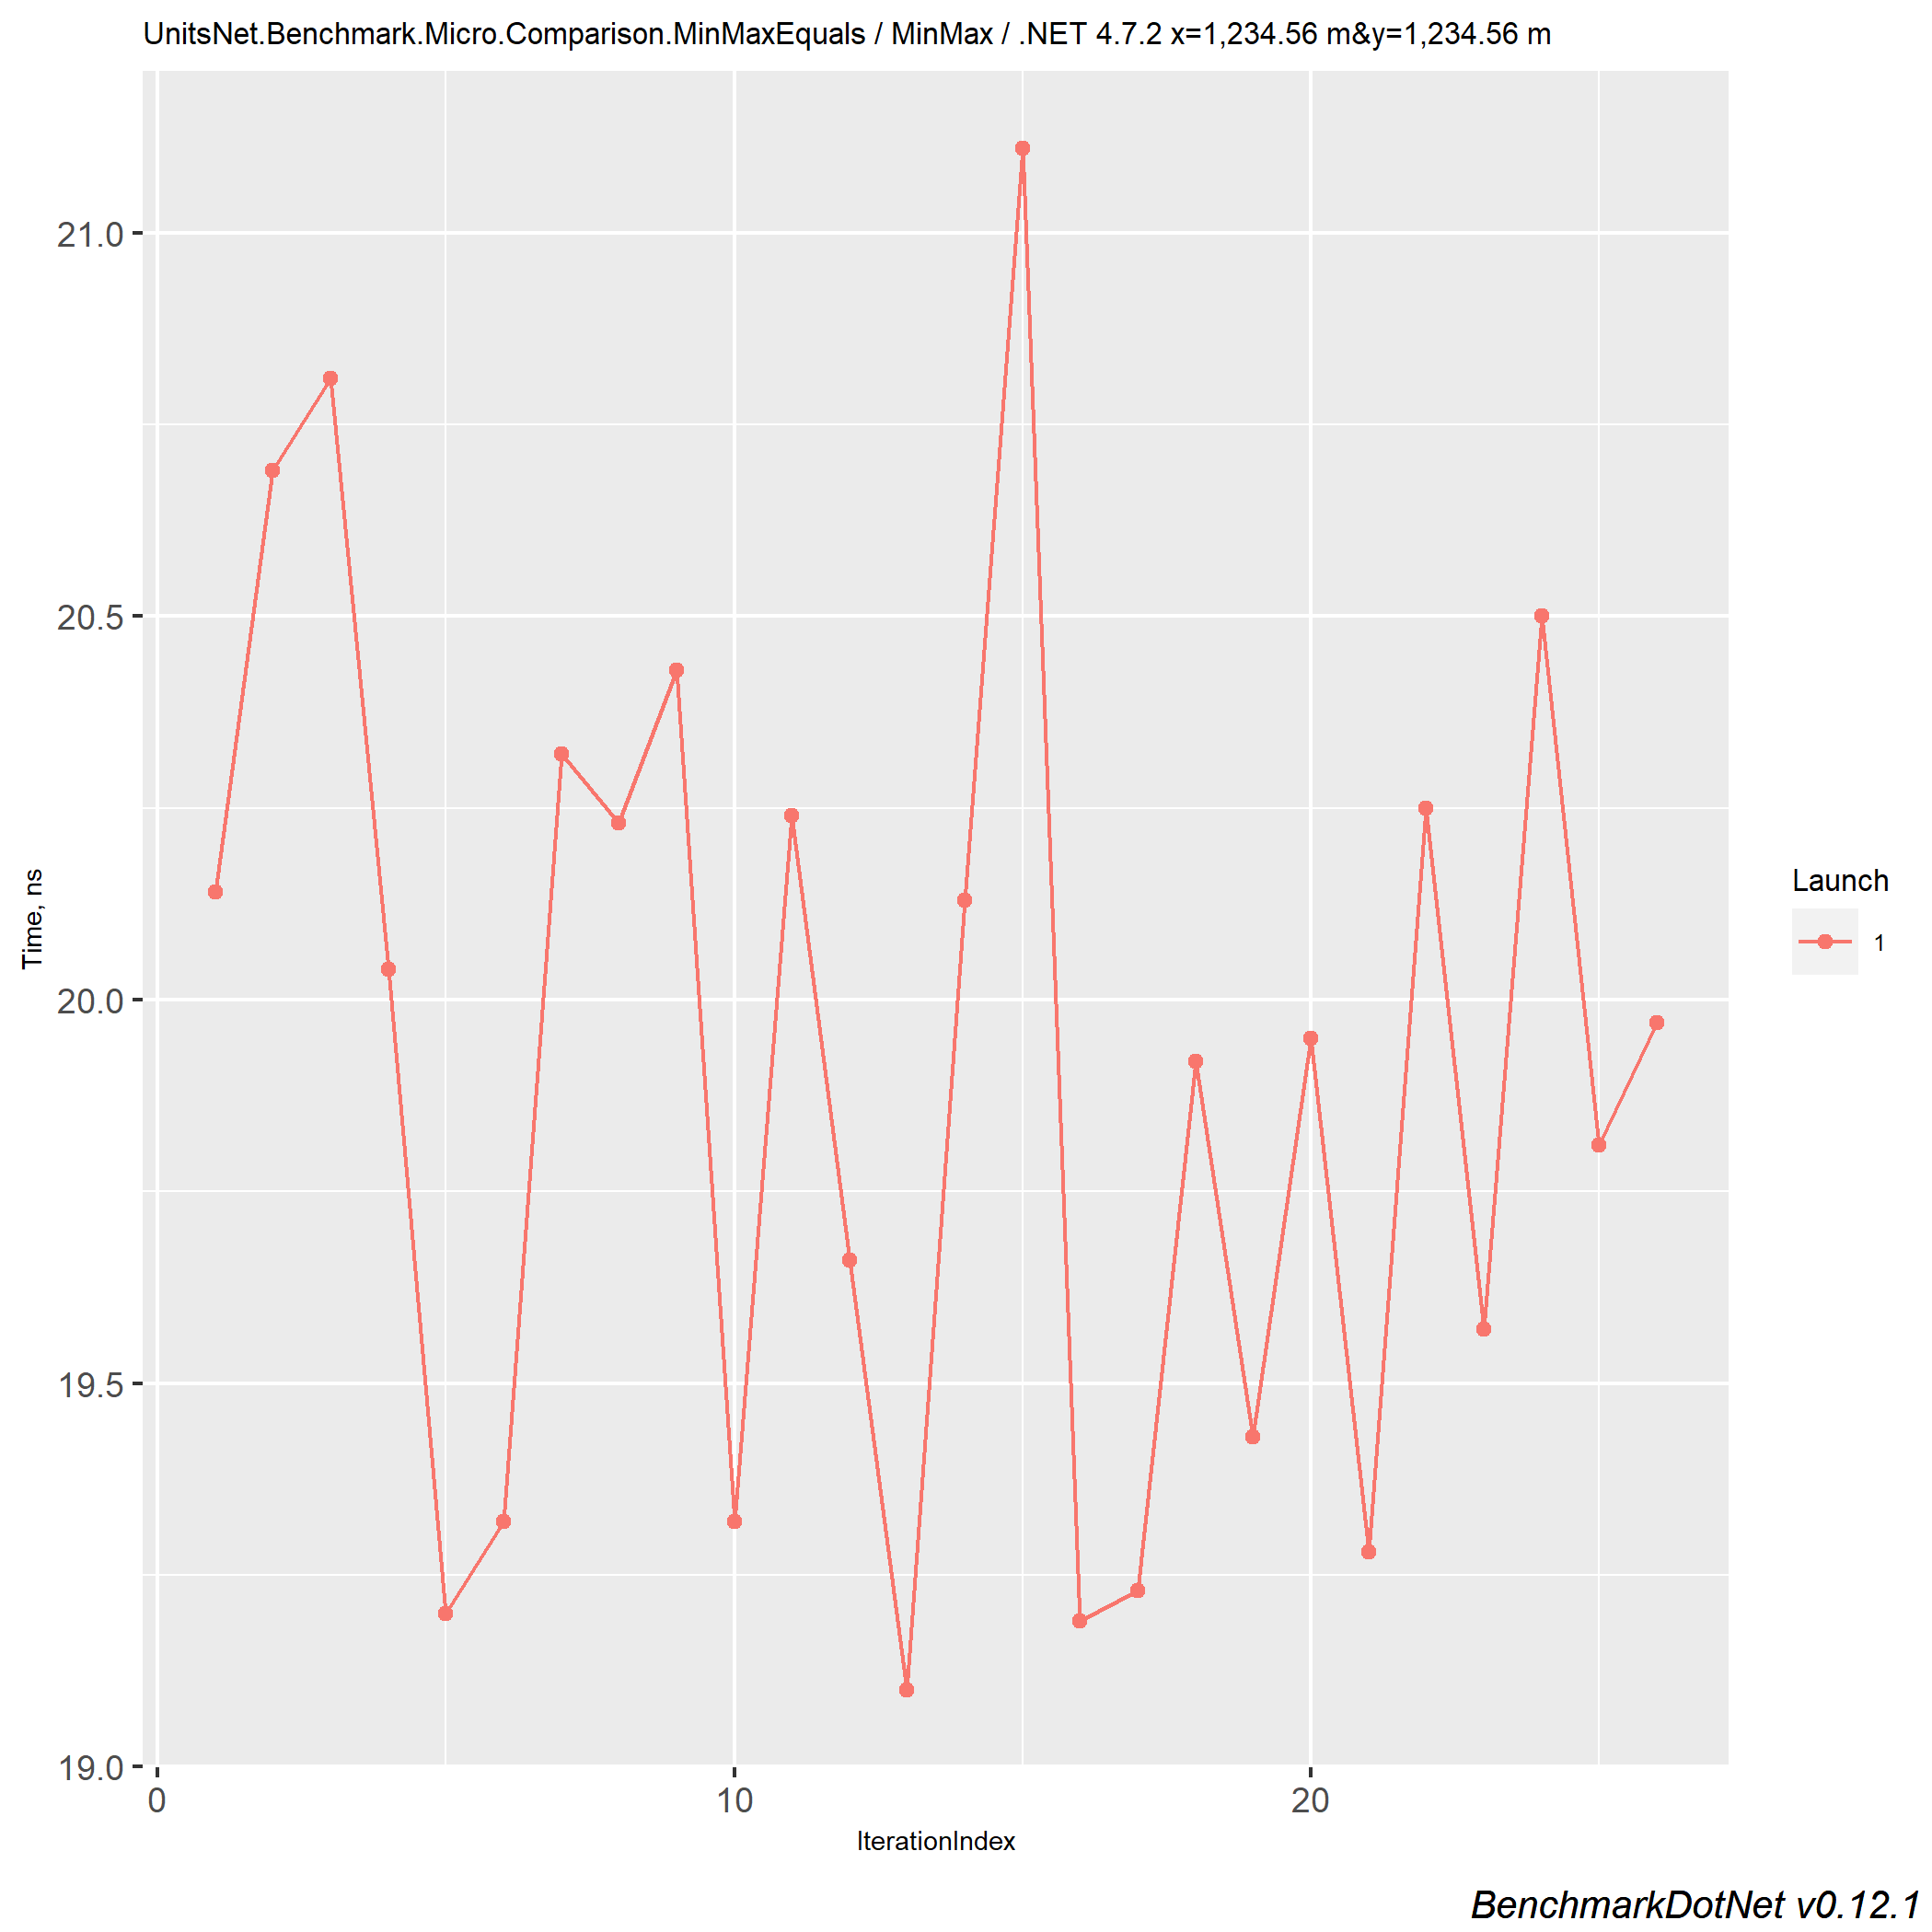 UnitsNet.Benchmark.Micro.Comparison.MinMaxEquals / MinMax / .NET 4.7.2 x=1,234.56 m&y=1,234.56 m
21.0
20.5
20.0
19.5
19.0
Time, ns
0 10 20
IterationIndex
Launch
1
BenchmarkDotNet v0.12.1